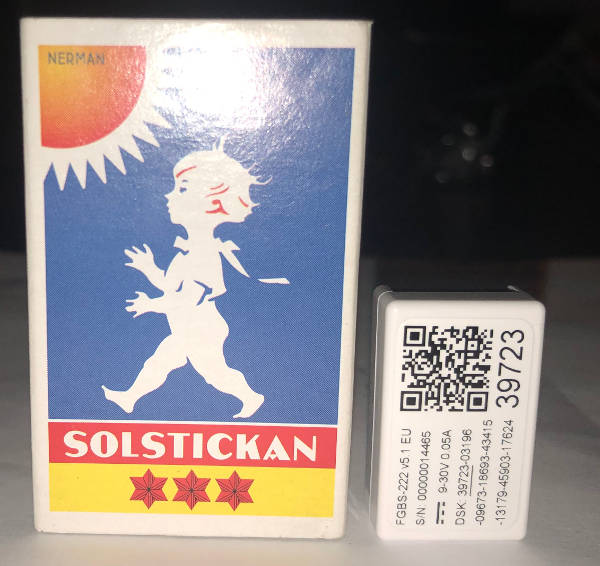 NERMAN
SOLSTICKAN
39723
FGBS-222 v5.1 EU
S/N: 00000014465
9-30V 0.05A
DSK: 39723-03196
-09673-18693-43415
-13179-45903-17624